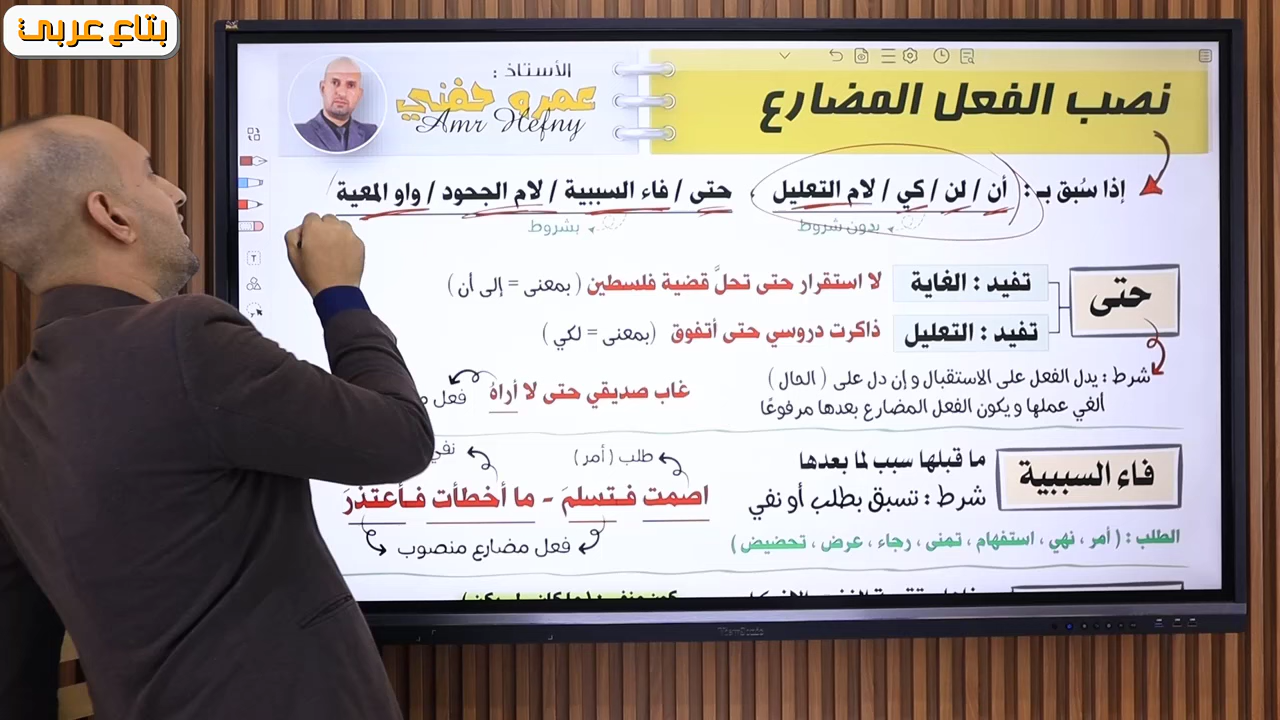 بتاع عربي
نصب الفعل المضارع
الأستاذ :
عمرو حفني
Amr Hefny
إذا سُبق بـ : أن / لن / كي / لام التعليل ، حتى / فاء السببية / لام الجحود / واو المعية
بدون شروط
بشروط
حتى
تفيد : الغاية
لا استقرار حتى تحلَّ قضية فلسطين ( بمعنى = إلى أن )
تفيد : التعليل
ذاكرت دروسي حتى أتفوق (بمعنى = لكي )
شرط : يدل الفعل على الاستقبال و إن دل على ( الحال )
ألغي عملها و يكون الفعل المضارع بعدها مرفوعًا
غاب صديقي حتى لا أراهُ
فعل
فاء السببية
ما قبلها سبب لما بعدها
شرط : تسبق بطلب أو نفي
طلب ( أمر )
نفي
اصمت فـتسلمَ - ما أخطأت فـأعتذرَ
فعل مضارع منصوب
الطلب : ( أمر ، نهي ، استفهام ، تمنى ، رجاء ، عرض ، تحضيض )